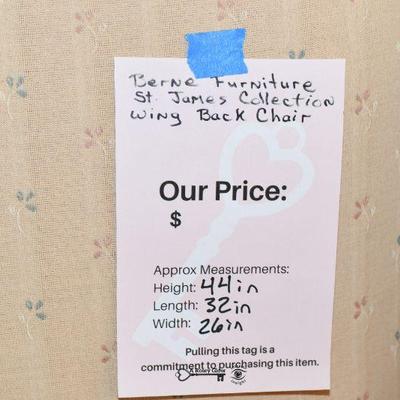 Berne Furniture
St. James Collection
Wing Back Chair
Our Price:
$
Approx Measurements:
Height: 44in
Length: 32in
Width: 26in
Pulling this tag is a
commitment to purchasing this item.